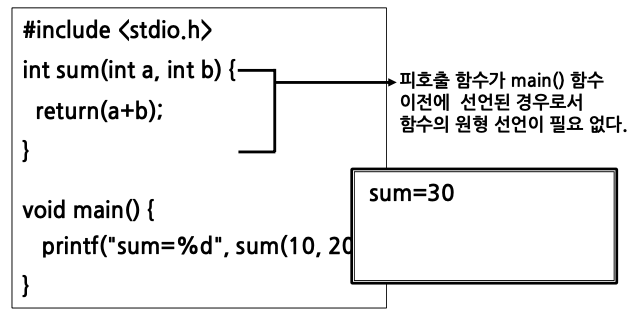 #include <stdio.h>
int sum(int a, int b) {
return(a+b);
}
피호출 함수가 main() 함수
이전에 선언된 경우로서
함수의 원형 선언이 필요 없다.
void main() {
printf("sum=%d", sum(10, 20
}
sum=30